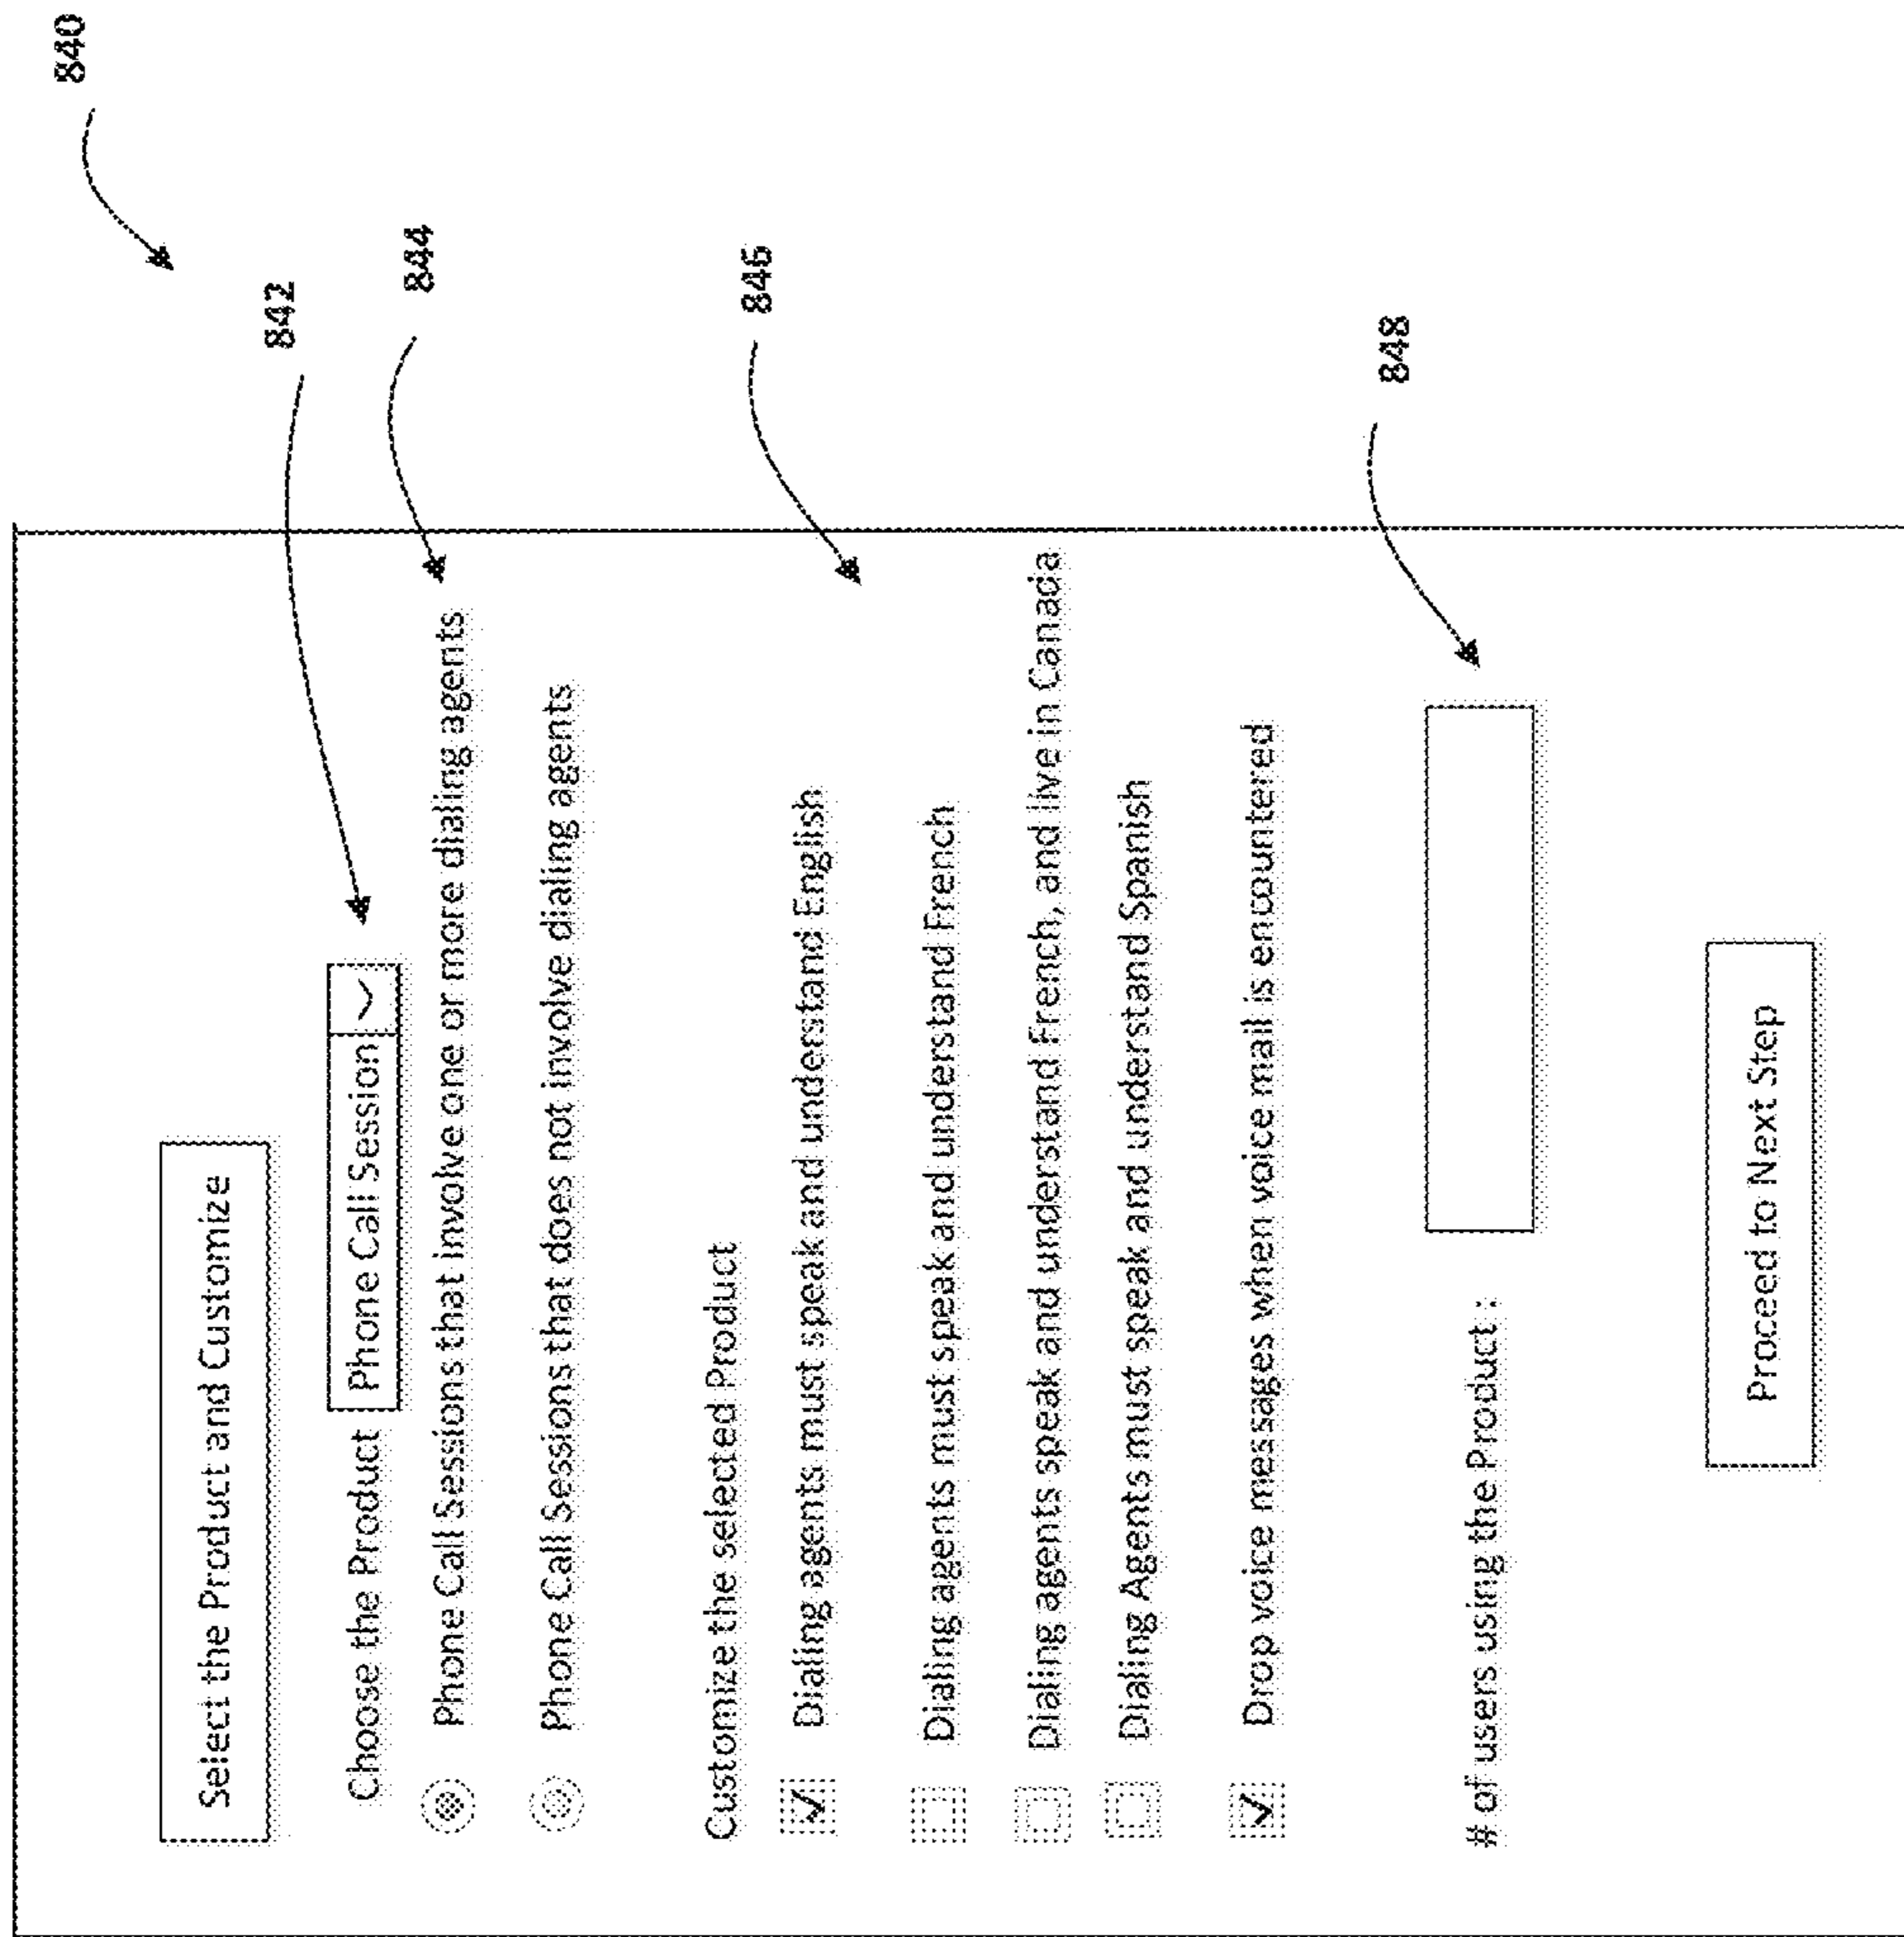 840
Select the Product and Customize
842
Choose the Product Phone Call Session
844
Phone Call Sessions that involve one or more dialing agents
Phone Call Sessions that does not involve dialing agents
Customize the selected Product
846
Dialing agents must speak and understand English
Dialing agents must speak and understand French
Dialing agents speak and understand French, and live in Canada
Dialing Agents must speak and understand Spanish
Drop voice messages when voice mail is encountered
848
# of users using the Product :
Proceed to Next Step